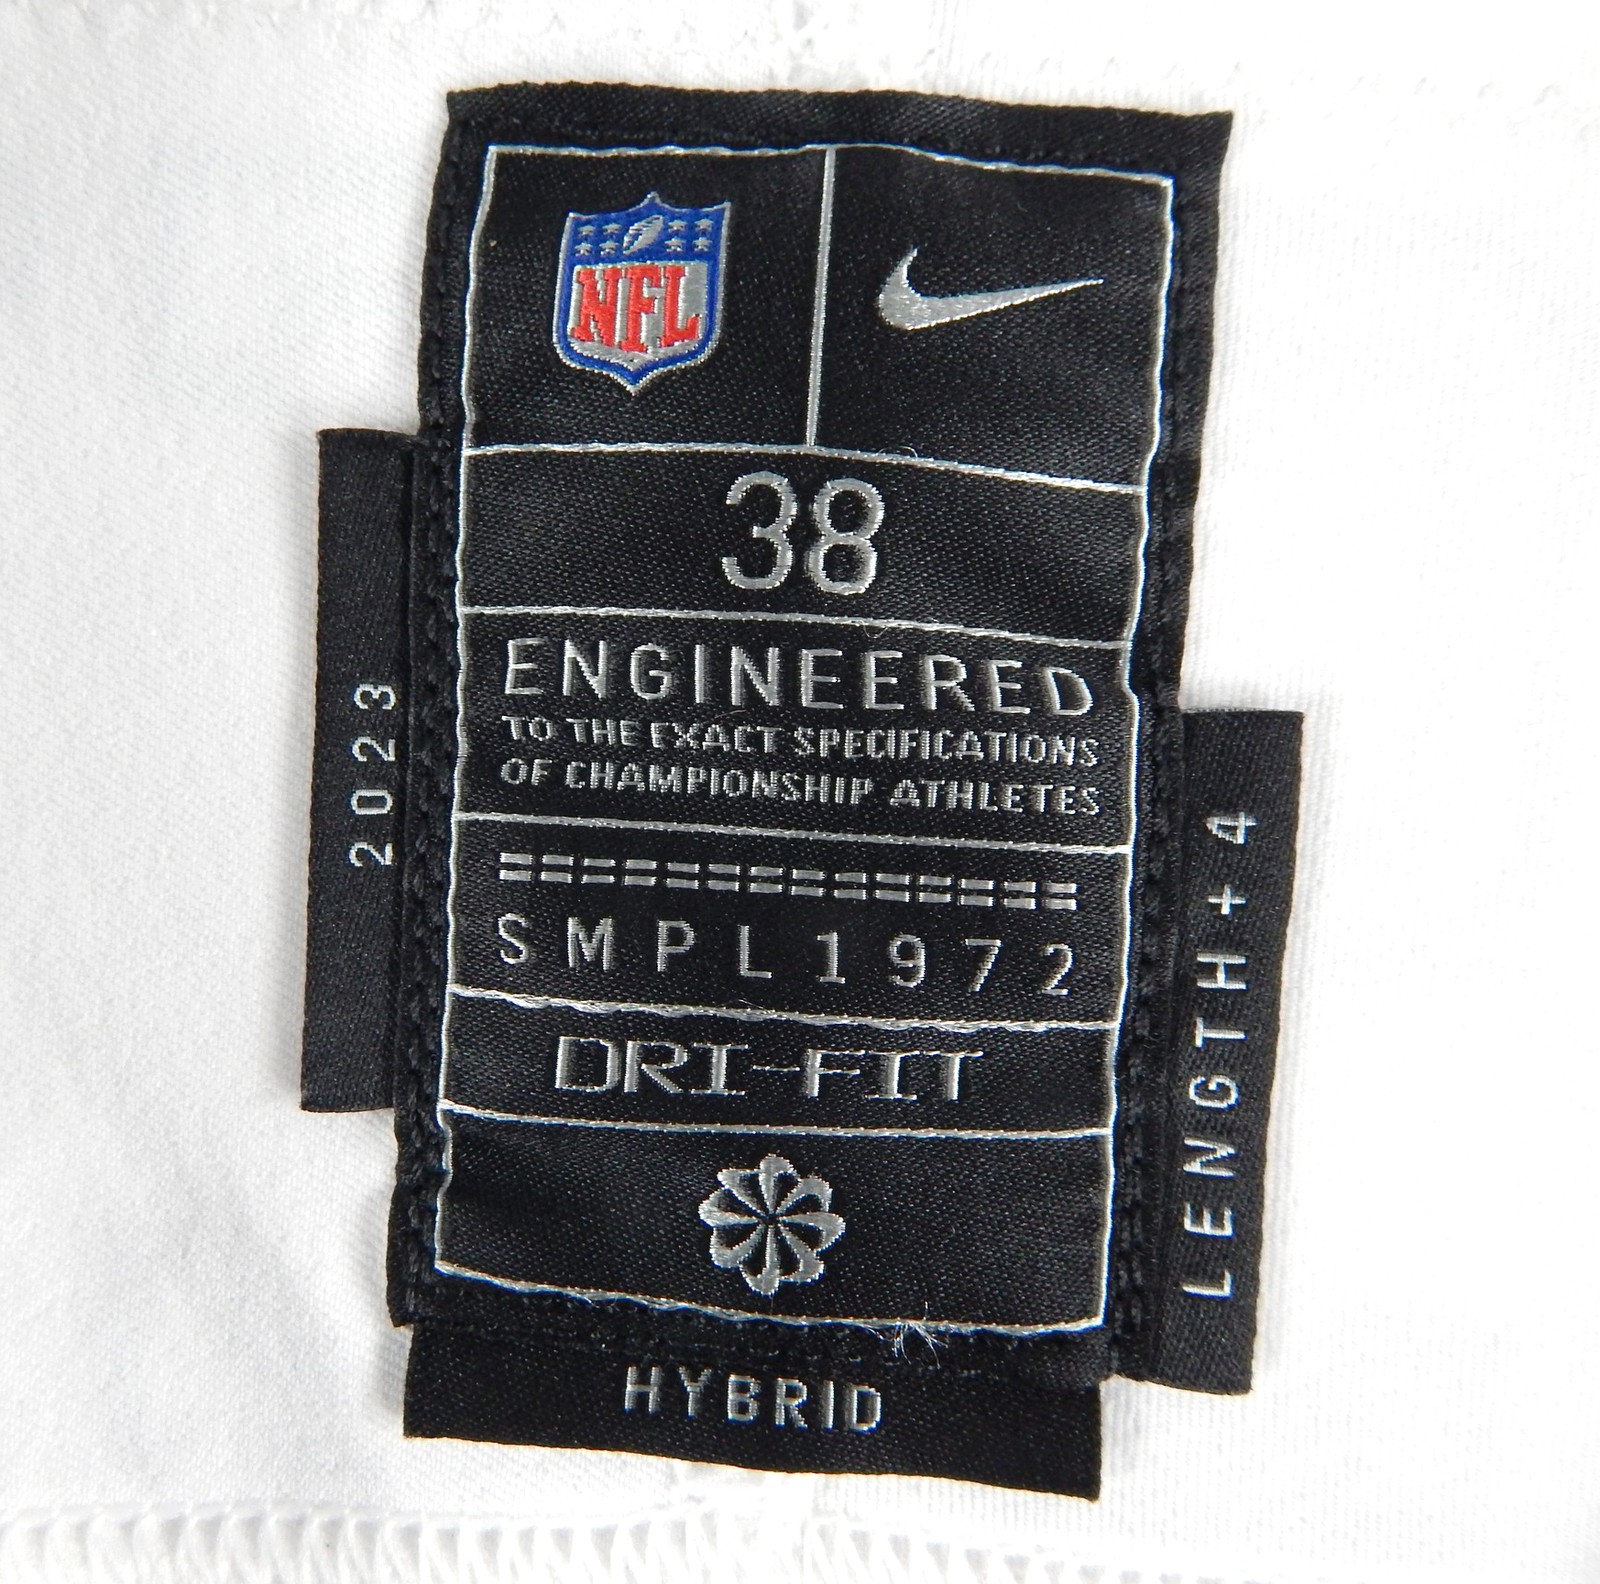 NFL
38
ENGINEERED
TO THE EXACT SPECIFICATIONS
OF CHAMPIONSHIP ATHLETES
SMPL1972
DRI-FIT
HYBRID
2023
LENGTH+4